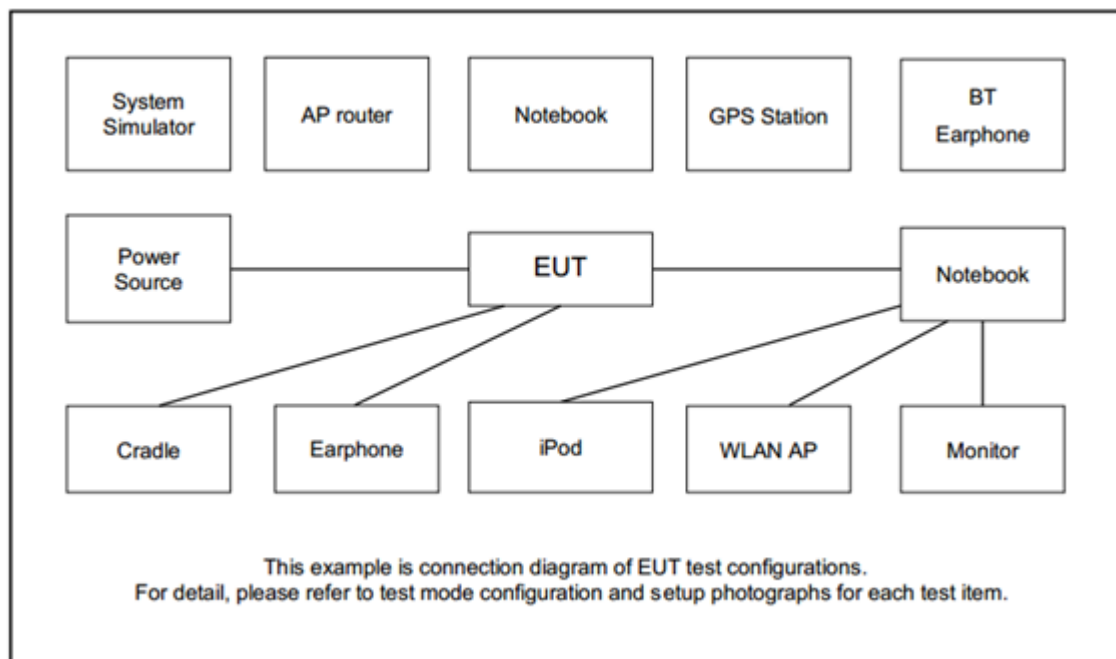 System
Simulator
AP router
Notebook
GPS Station
BT
Earphone
Power
Source
EUT
Notebook
Cradle
Earphone
iPod
WLAN AP
Monitor
This example is connection diagram of EUT test configurations.
For detail, please refer to test mode configuration and setup photographs for each test item.